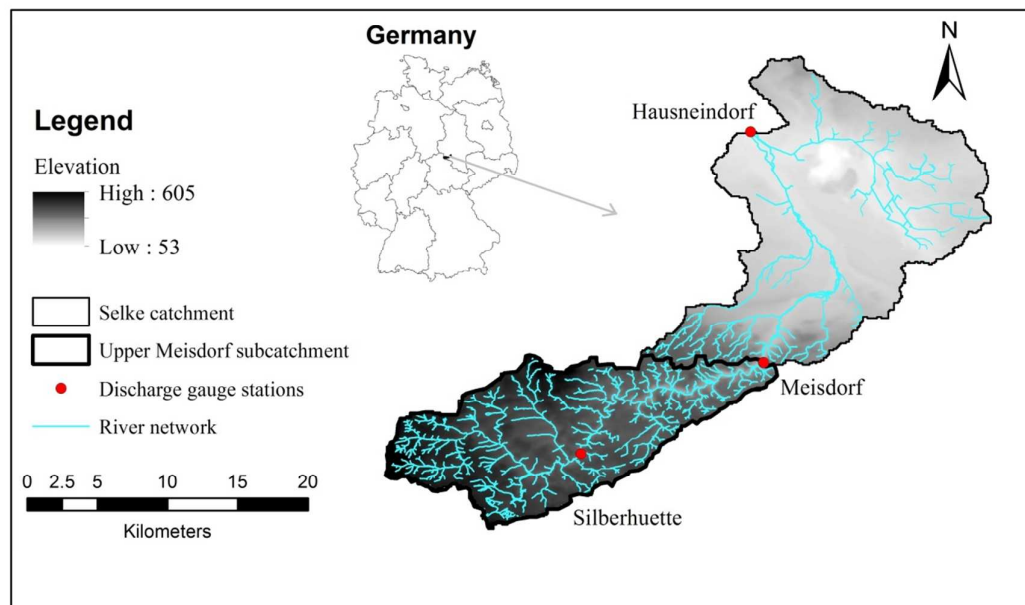 Germany
N
Hausneindorf
Legend
Elevation
High : 605
Low : 53
Selke catchment
Upper Meisdorf subcatchment
Discharge gauge stations
River network
Meisdorf
0 2.5 5 10 15 20
Kilometers
Silberhuette